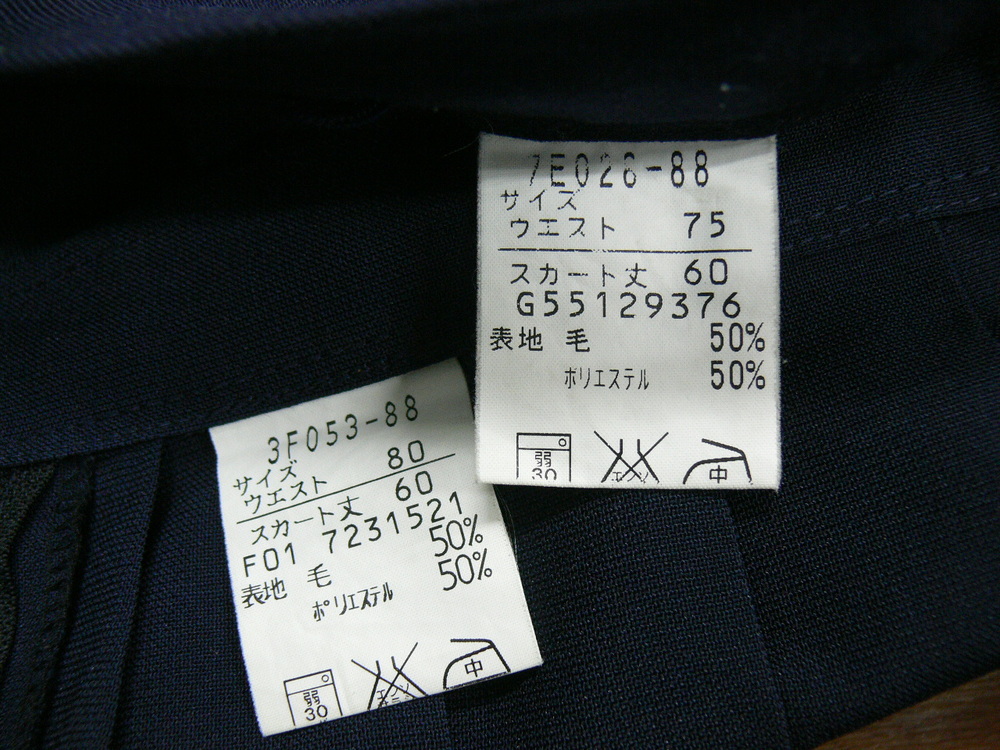 7E026-88
サイズ
ウエスト 75
スカート丈 60
G55129376
表地 毛 50%
ポリエステル 50%
弱 中
30
3F053-88
サイズ 80
ウエスト
スカート丈 60
F01 7231521
表地 毛 50%
ポリエステル 50%
中
弱
30